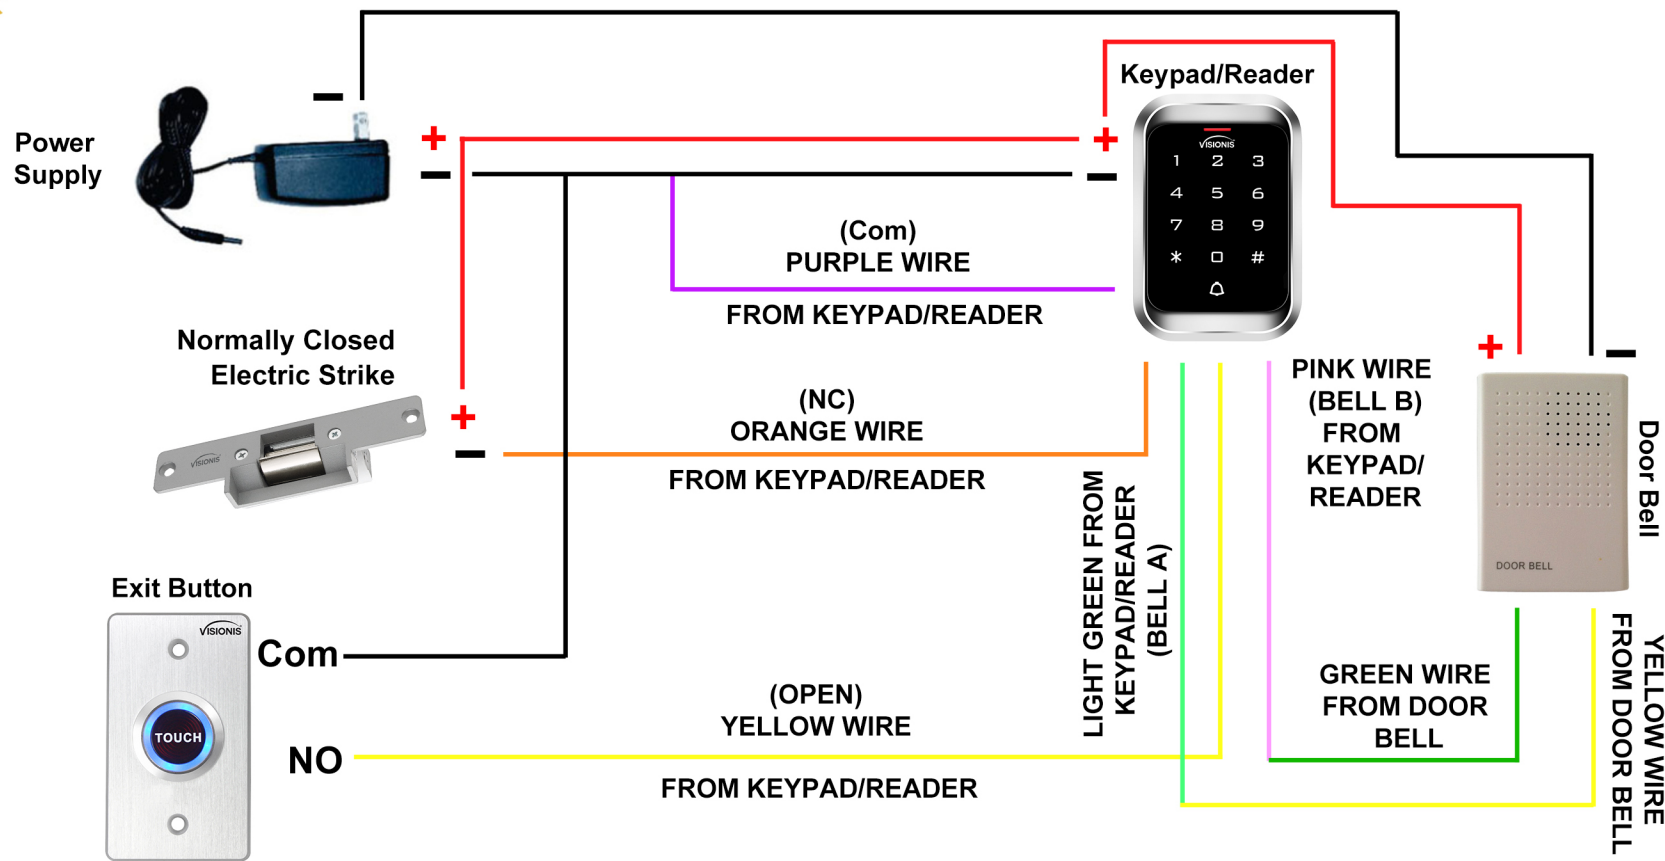 Keypad/Reader
Power
Supply
−
+
−
+
−
VISIONIS
1 2 3
4 5 6
7 8 9
* 0 #
(Com)
PURPLE WIRE
FROM KEYPAD/READER
Normally Closed
Electric Strike
VISIONIS
+
−
(NC)
ORANGE WIRE
FROM KEYPAD/READER
PINK WIRE
(BELL B)
FROM
KEYPAD/
READER
+
−
DOOR BELL
Door Bell
LIGHT GREEN FROM
KEYPAD/READER
(BELL A)
Exit Button
VISIONIS
TOUCH
Com
NO
(OPEN)
YELLOW WIRE
FROM KEYPAD/READER
GREEN WIRE
FROM DOOR
BELL
YELLOW WIRE
FROM DOOR BELL